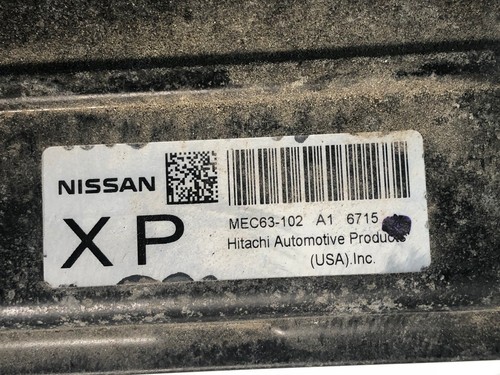 NISSAN
XP
MEC63-102 A1 6715
Hitachi Automotive Products
(USA).Inc.